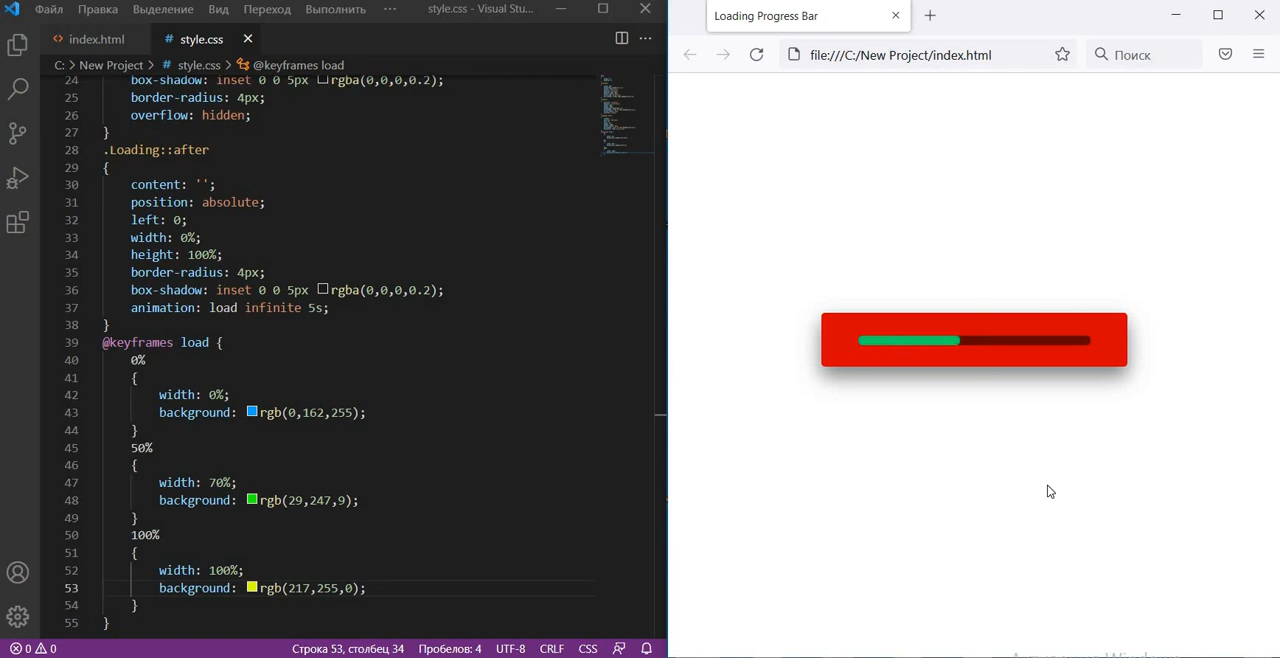 Файл Правка Выделение Вид Переход Выполнить ··· style.css - Visual Stu...
index.html # style.css
C: > New Project > # style.css > @keyframes load
24 box-shadow: inset 0 0 5px rgba(0,0,0,0.2);
25 border-radius: 4px;
26 overflow: hidden;
27 }
28 .Loading::after
29 {
30 content: '';
31 position: absolute;
32 left: 0;
33 width: 0%;
34 height: 100%;
35 border-radius: 4px;
36 box-shadow: inset 0 0 5px rgba(0,0,0,0.2);
37 animation: load infinite 5s;
38 }
39 @keyframes load {
40 0%
41 {
42 width: 0%;
43 background: rgb(0,162,255);
44 }
45 50%
46 {
47 width: 70%;
48 background: rgb(29,247,9);
49 }
50 100%
51 {
52 width: 100%;
53 background: rgb(217,255,0);
54 }
55 }
0 0 Строка 53, столбец 34 Пробелов: 4 UTF-8 CRLF CSS
Loading Progress Bar
file:///C:/New Project/index.html Поиск